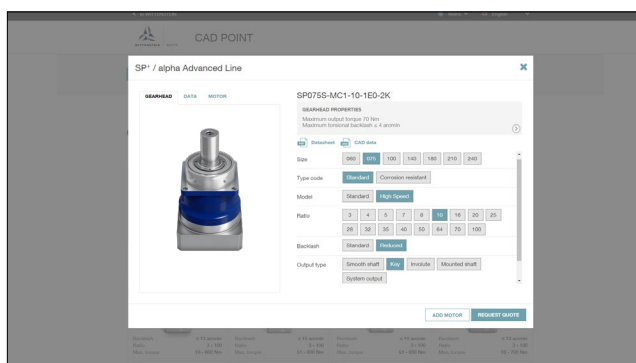 English
CAD POINT
SP⁺ / alpha Advanced Line
GEARHEAD DATA MOTOR
SP075S-MC1-10-1E0-2K
GEARHEAD PROPERTIES
Maximum output torque 70 Nm
Maximum torsional backlash ≤ 4 arcmin
Datasheet CAD data
Size 060 075 100 140 180 210 240
Type code Standard Corrosion resistant
Model Standard High Speed
Ratio 3 4 5 7 8 10 16 20 25
28 32 35 40 50 64 70 100
Backlash Standard Reduced
Output type Smooth shaft Key Involute Mounted shaft
System output
ADD MOTOR REQUEST QUOTE